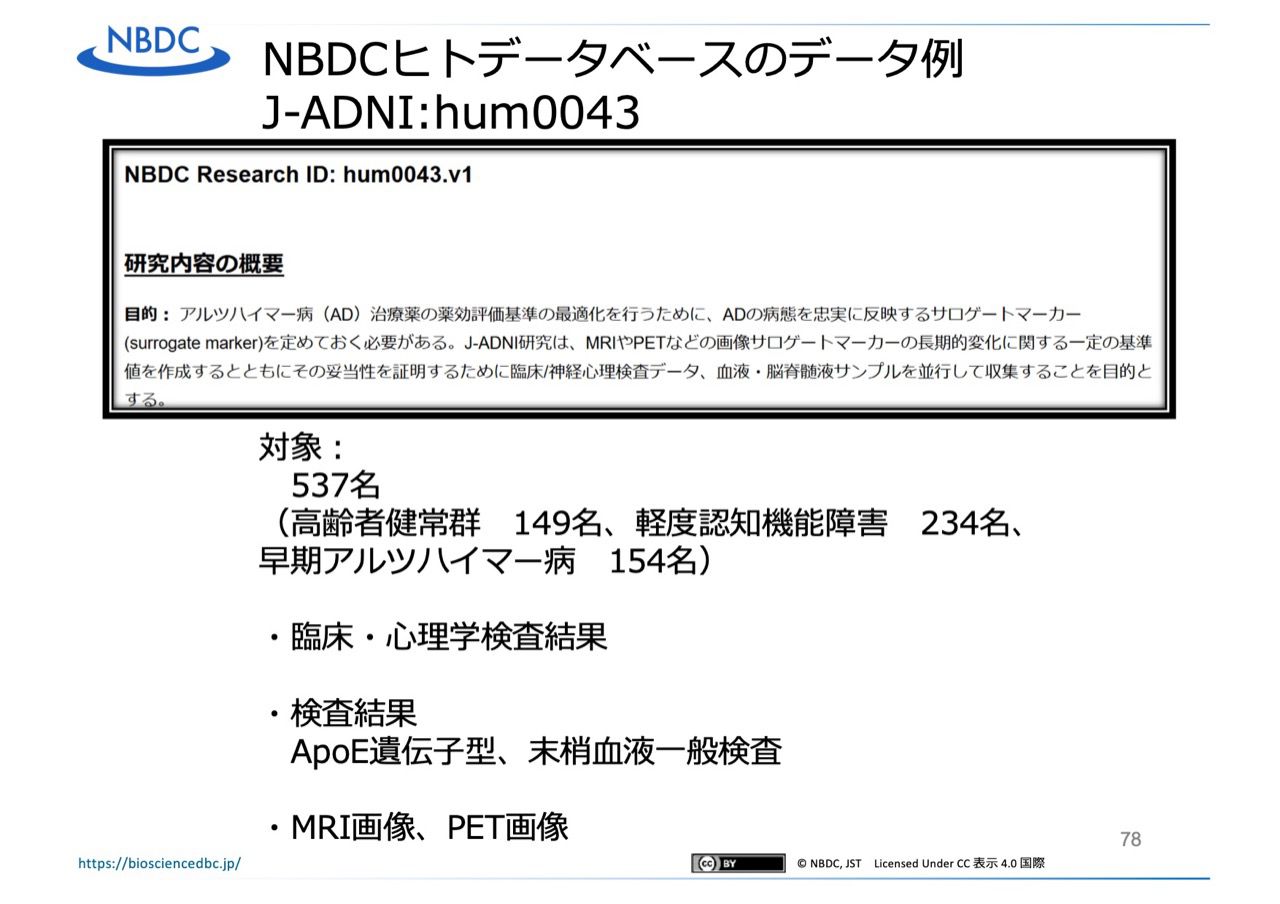 NBDC
NBDCヒトデータベースのデータ例
J-ADNI:hum0043
NBDC Research ID: hum0043.v1
研究内容の概要
目的： アルツハイマー病（AD）治療薬の薬効評価基準の最適化を行うために、ADの病態を忠実に反映するサロゲートマーカー
(surrogate marker)を定めておく必要がある。J-ADNI研究は、MRIやPETなどの画像サロゲートマーカーの長期的変化に関する一定の基準
値を作成するとともにその妥当性を証明するために臨床/神経心理検査データ、血液・脳脊髄液サンプルを並行して収集することを目的と
する。
対象：
537名
（高齢者健常群　149名、軽度認知機能障害　234名、
早期アルツハイマー病　154名）
・臨床・心理学検査結果
・検査結果
ApoE遺伝子型、末梢血液一般検査
・MRI画像、PET画像
78
https://biosciencedbc.jp/
cc BY © NBDC, JST　Licensed Under CC 表示 4.0 国際